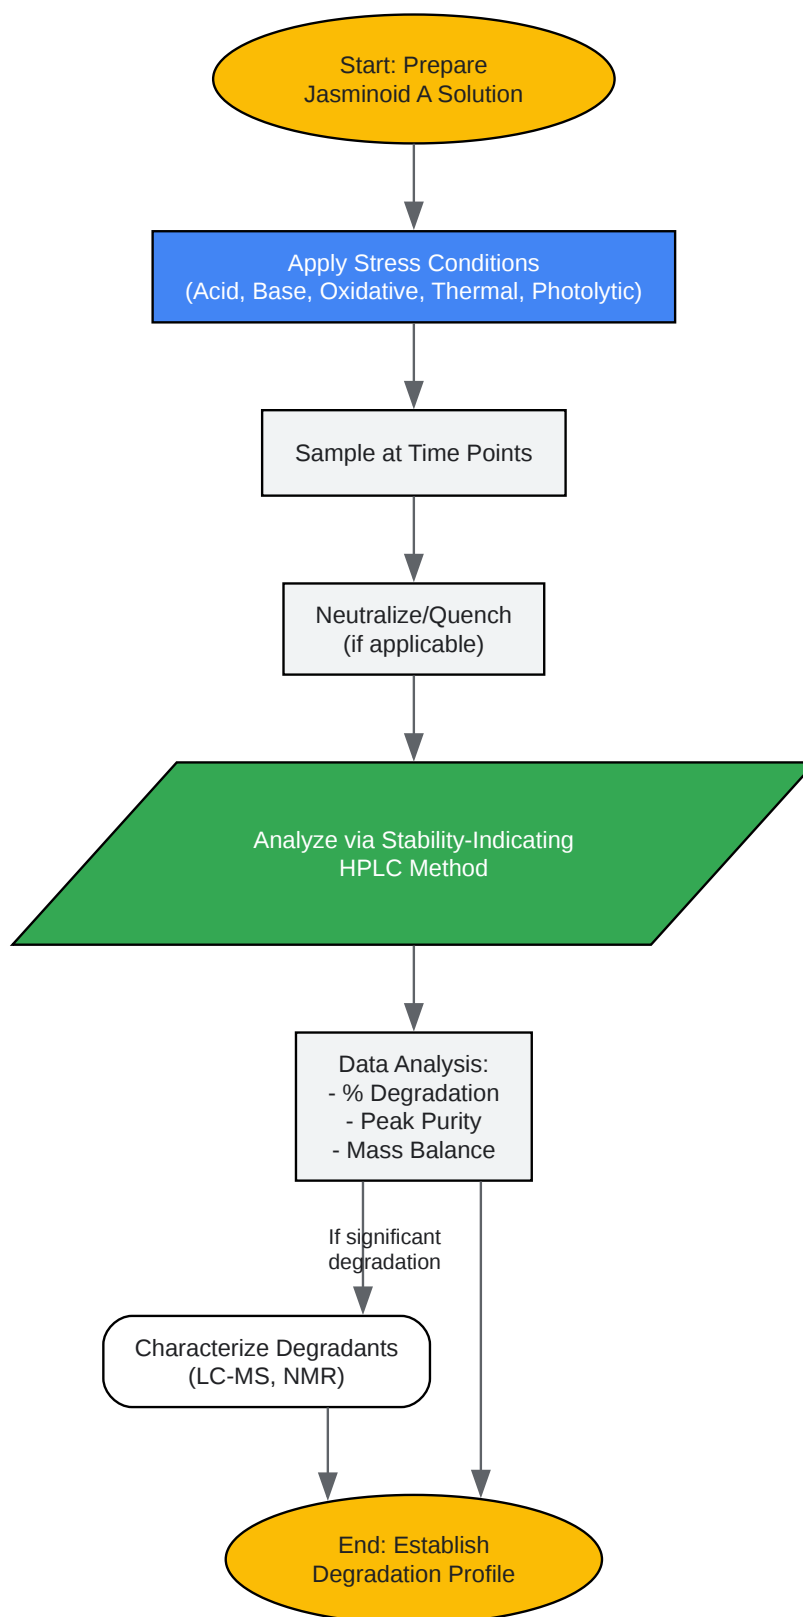 Start: Prepare
Jasminoid A Solution
Apply Stress Conditions
(Acid, Base, Oxidative, Thermal, Photolytic)
Sample at Time Points
Neutralize/Quench
(if applicable)
Analyze via Stability-Indicating
HPLC Method
Data Analysis:
- % Degradation
- Peak Purity
- Mass Balance
If significant
degradation
Characterize Degradants
(LC-MS, NMR)
End: Establish
Degradation Profile